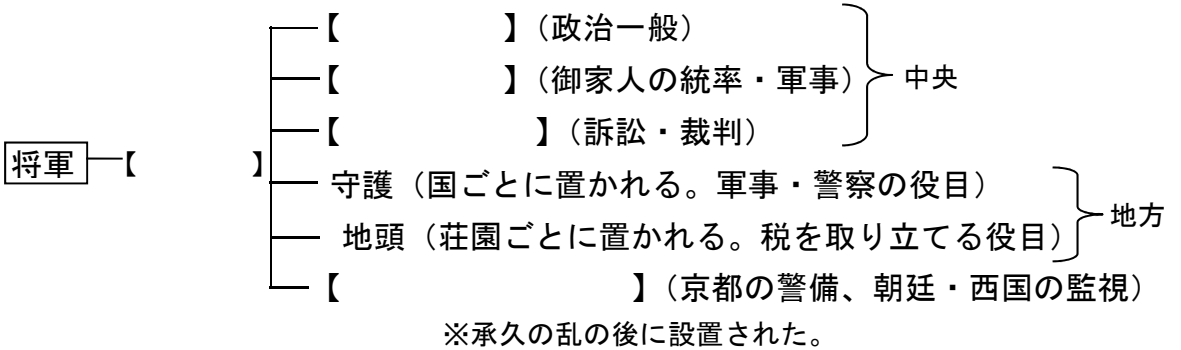 【　　　　】（政治一般）
【　　　　】（御家人の統率・軍事）
中央
【　　　　　】（訴訟・裁判）
将軍 【　　　】
守護（国ごとに置かれる。軍事・警察の役目）
地方
地頭（荘園ごとに置かれる。税を取り立てる役目）
【　　　　　　　】（京都の警備、朝廷・西国の監視）
※承久の乱の後に設置された。